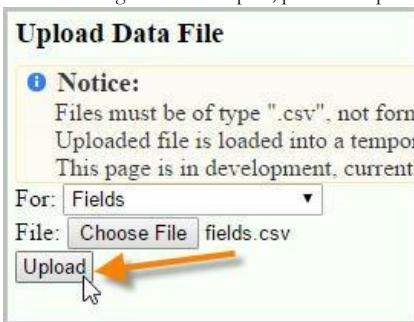 Upload Data File
Notice:
Files must be of type ".csv", not form
Uploaded file is loaded into a tempor
This page is in development, current
For: Fields
File: Choose File fields.csv
Upload